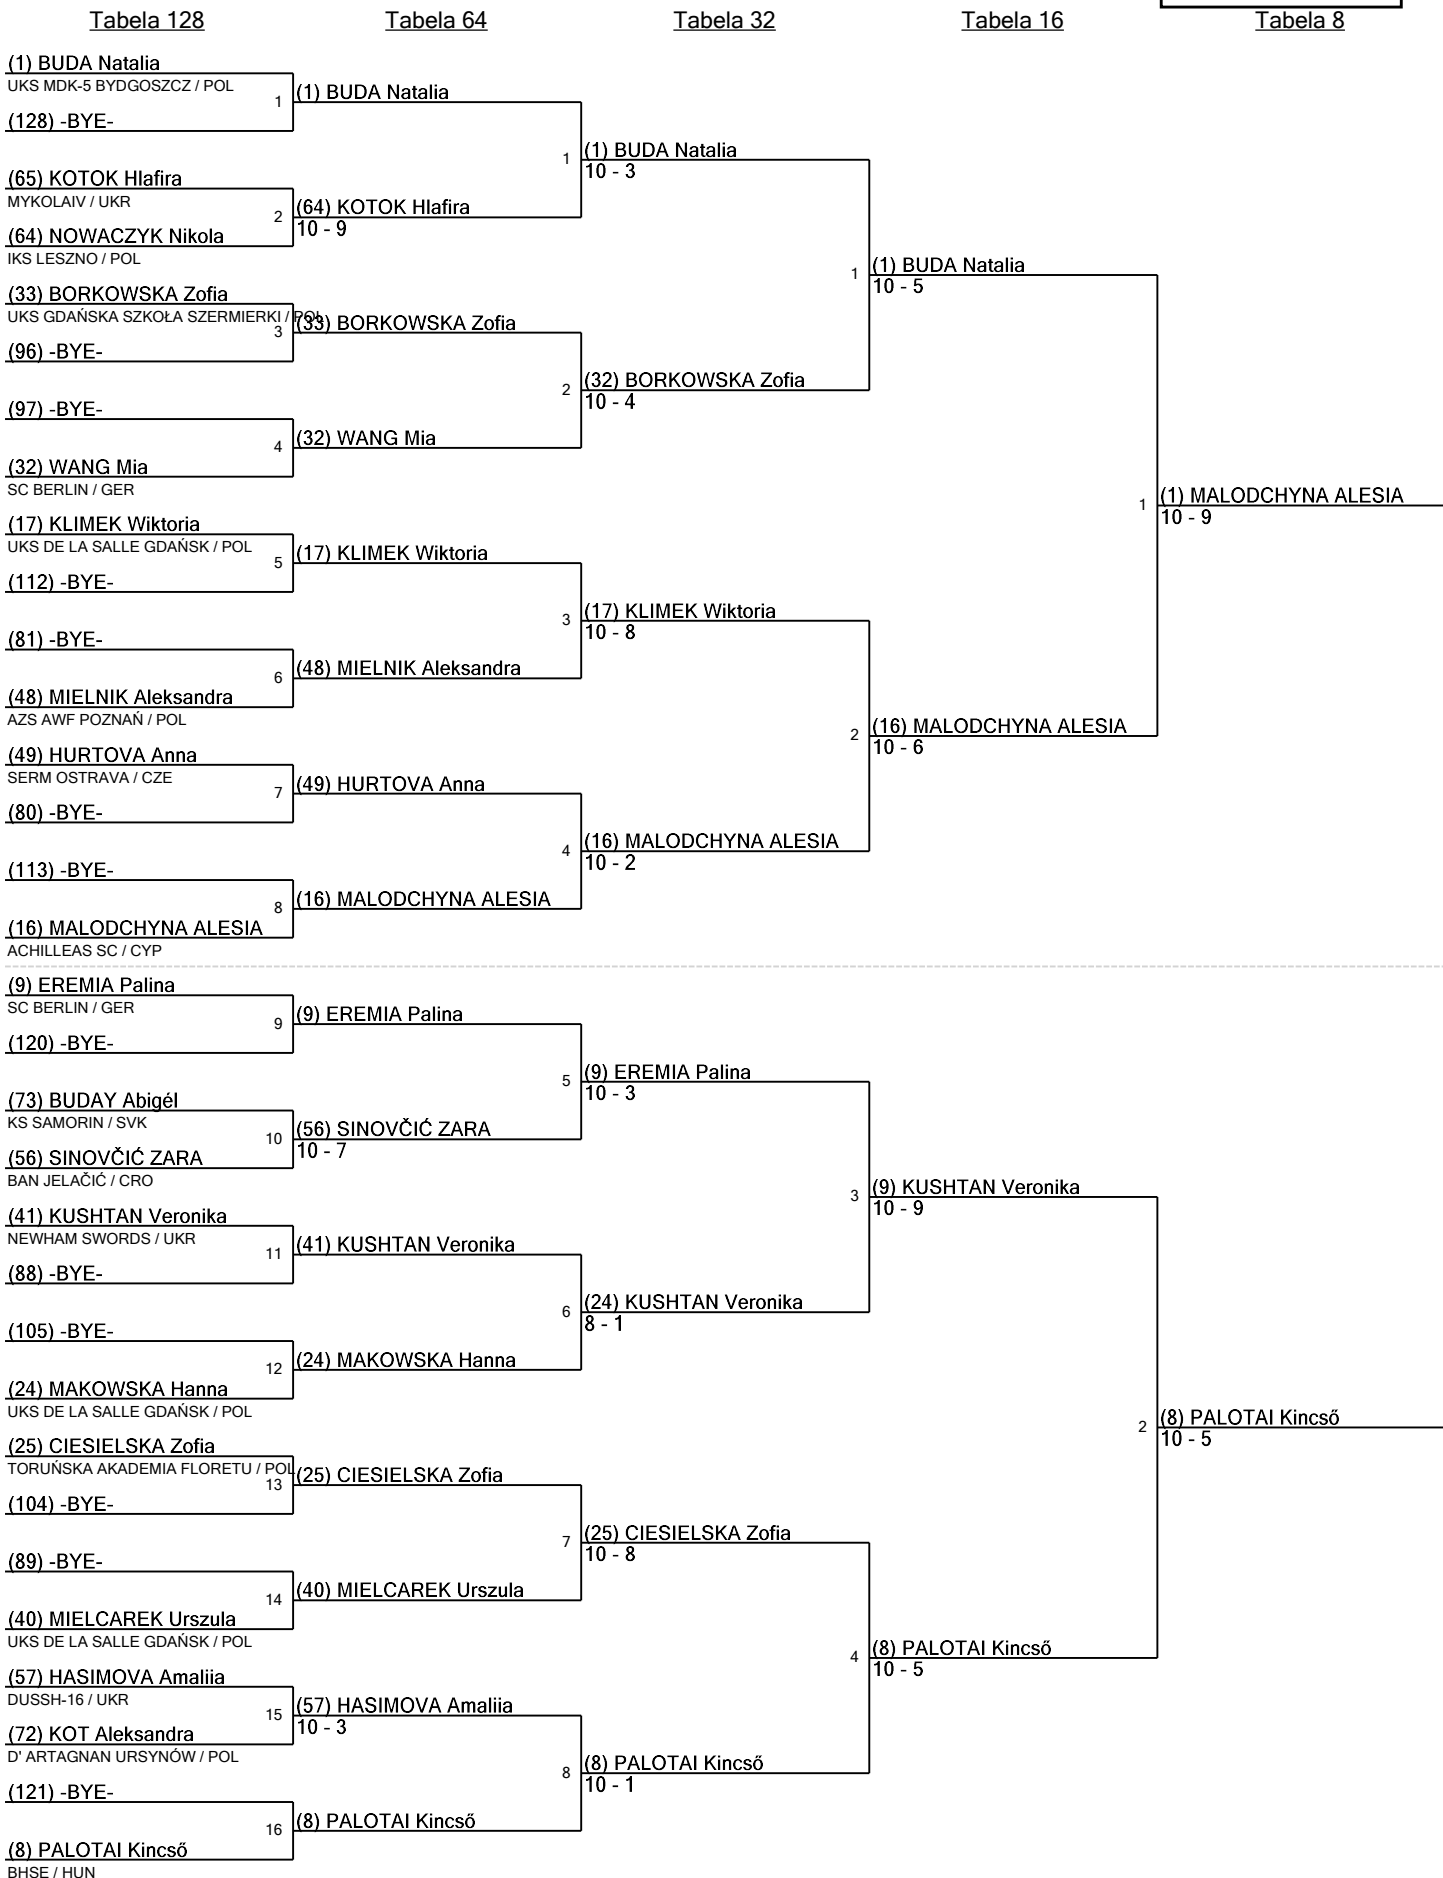 Tabela 128
Tabela 64
Tabela 32
Tabela 16
Tabela 8
(1) BUDA Natalia
UKS MDK-5 BYDGOSZCZ / POL
1
(128) -BYE-
(65) KOTOK Hlafira
MYKOLAIV / UKR
2
(64) NOWACZYK Nikola
IKS LESZNO / POL
(33) BORKOWSKA Zofia
UKS GDAŃSKA SZKOŁA SZERMIERKI / POL
3
(96) -BYE-
(97) -BYE-
4
(32) WANG Mia
SC BERLIN / GER
(17) KLIMEK Wiktoria
UKS DE LA SALLE GDAŃSK / POL
5
(112) -BYE-
(81) -BYE-
6
(48) MIELNIK Aleksandra
AZS AWF POZNAŃ / POL
(49) HURTOVA Anna
SERM OSTRAVA / CZE
7
(80) -BYE-
(113) -BYE-
8
(16) MALODCHYNA ALESIA
ACHILLEAS SC / CYP
(9) EREMIA Palina
SC BERLIN / GER
9
(120) -BYE-
(73) BUDAY Abigél
KS SAMORIN / SVK
10
(56) SINOVČIĆ ZARA
BAN JELAČIĆ / CRO
(41) KUSHTAN Veronika
NEWHAM SWORDS / UKR
11
(88) -BYE-
(105) -BYE-
12
(24) MAKOWSKA Hanna
UKS DE LA SALLE GDAŃSK / POL
(25) CIESIELSKA Zofia
TORUŃSKA AKADEMIA FLORETU / POL
13
(104) -BYE-
(89) -BYE-
14
(40) MIELCAREK Urszula
UKS DE LA SALLE GDAŃSK / POL
(57) HASIMOVA Amaliia
DUSSH-16 / UKR
15
(72) KOT Aleksandra
D' ARTAGNAN URSYNÓW / POL
(121) -BYE-
16
(8) PALOTAI Kincső
BHSE / HUN
(1) BUDA Natalia
1
(64) KOTOK Hlafira
10 - 9
(33) BORKOWSKA Zofia
2
(32) WANG Mia
(17) KLIMEK Wiktoria
3
(48) MIELNIK Aleksandra
(49) HURTOVA Anna
4
(16) MALODCHYNA ALESIA
(9) EREMIA Palina
5
(56) SINOVČIĆ ZARA
10 - 7
(41) KUSHTAN Veronika
6
(24) MAKOWSKA Hanna
(25) CIESIELSKA Zofia
7
(40) MIELCAREK Urszula
(57) HASIMOVA Amaliia
10 - 3
8
(8) PALOTAI Kincső
(1) BUDA Natalia
10 - 3
1
(32) BORKOWSKA Zofia
10 - 4
(17) KLIMEK Wiktoria
10 - 8
2
(16) MALODCHYNA ALESIA
10 - 2
(9) EREMIA Palina
10 - 3
3
(24) KUSHTAN Veronika
8 - 1
(25) CIESIELSKA Zofia
10 - 8
4
(8) PALOTAI Kincső
10 - 1
(1) BUDA Natalia
10 - 5
1
(16) MALODCHYNA ALESIA
10 - 6
(9) KUSHTAN Veronika
10 - 9
2
(8) PALOTAI Kincső
10 - 5
(1) MALODCHYNA ALESIA
10 - 9
(8) PALOTAI Kincső
10 - 5